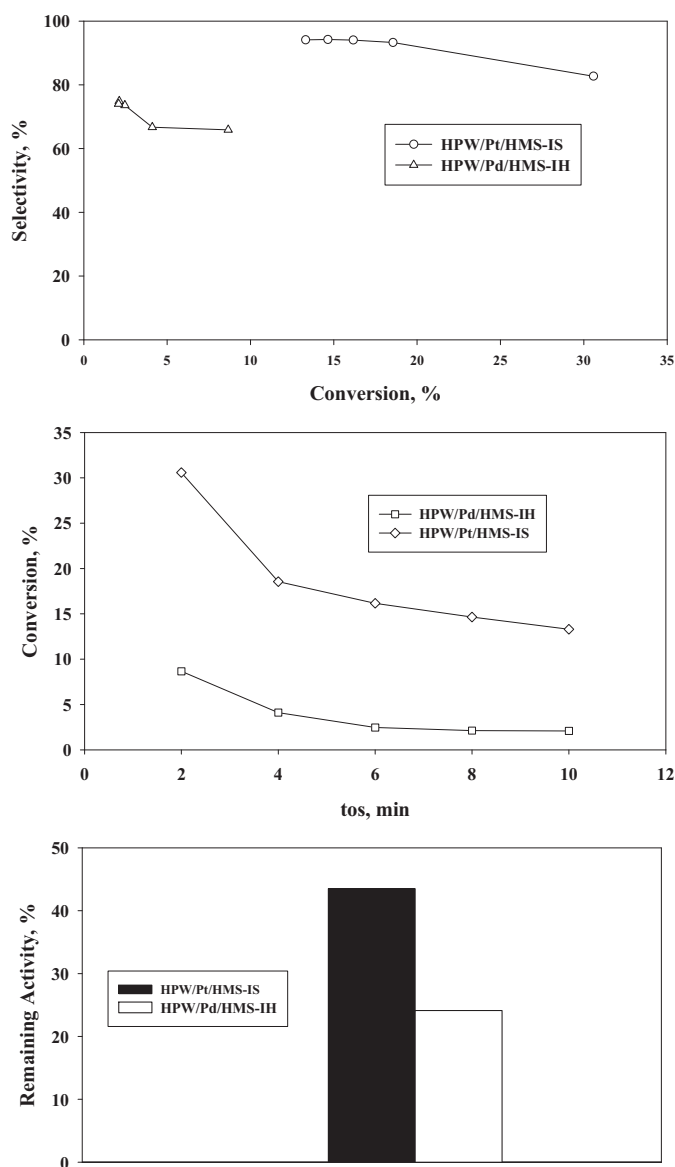 100
80
60
40
20
0
Selectivity, %
HPW/Pt/HMS-IS
HPW/Pd/HMS-IH
0 5 10 15 20 25 30 35
Conversion, %
35
30
25
20
15
10
5
0
Conversion, %
HPW/Pd/HMS-IH
HPW/Pt/HMS-IS
0 2 4 6 8 10 12
tos, min
50
40
30
20
10
0
Remaining Activity, %
HPW/Pt/HMS-IS
HPW/Pd/HMS-IH